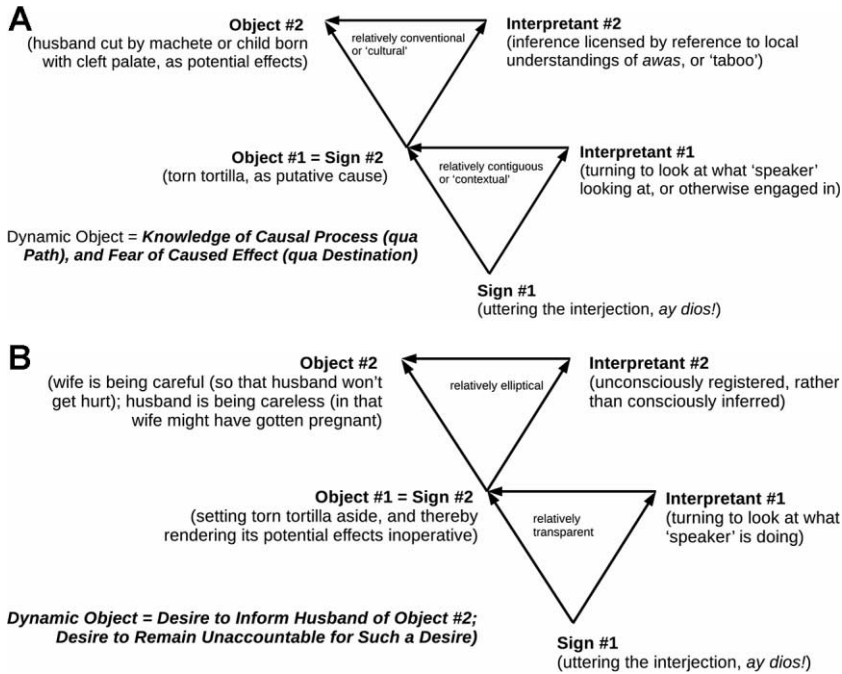 A
Object #2
(husband cut by machete or child born
with cleft palate, as potential effects)
relatively conventional
or ‘cultural’
Interpretant #2
(inference licensed by reference to local
understandings of awas, or ‘taboo’)
Object #1 = Sign #2
(torn tortilla, as putative cause)
relatively contiguous
or ‘contextual’
Interpretant #1
(turning to look at what ‘speaker’
looking at, or otherwise engaged in)
Dynamic Object = Knowledge of Causal Process (qua
Path), and Fear of Caused Effect (qua Destination)
Sign #1
(uttering the interjection, ay dios!)
B
Object #2
(wife is being careful (so that husband won’t
get hurt); husband is being careless (in that
wife might have gotten pregnant)
relatively elliptical
Interpretant #2
(unconsciously registered, rather
than consciously inferred)
Object #1 = Sign #2
(setting torn tortilla aside, and thereby
rendering its potential effects inoperative)
relatively
transparent
Interpretant #1
(turning to look at what
‘speaker’ is doing)
Dynamic Object = Desire to Inform Husband of Object #2;
Desire to Remain Unaccountable for Such a Desire)
Sign #1
(uttering the interjection, ay dios!)